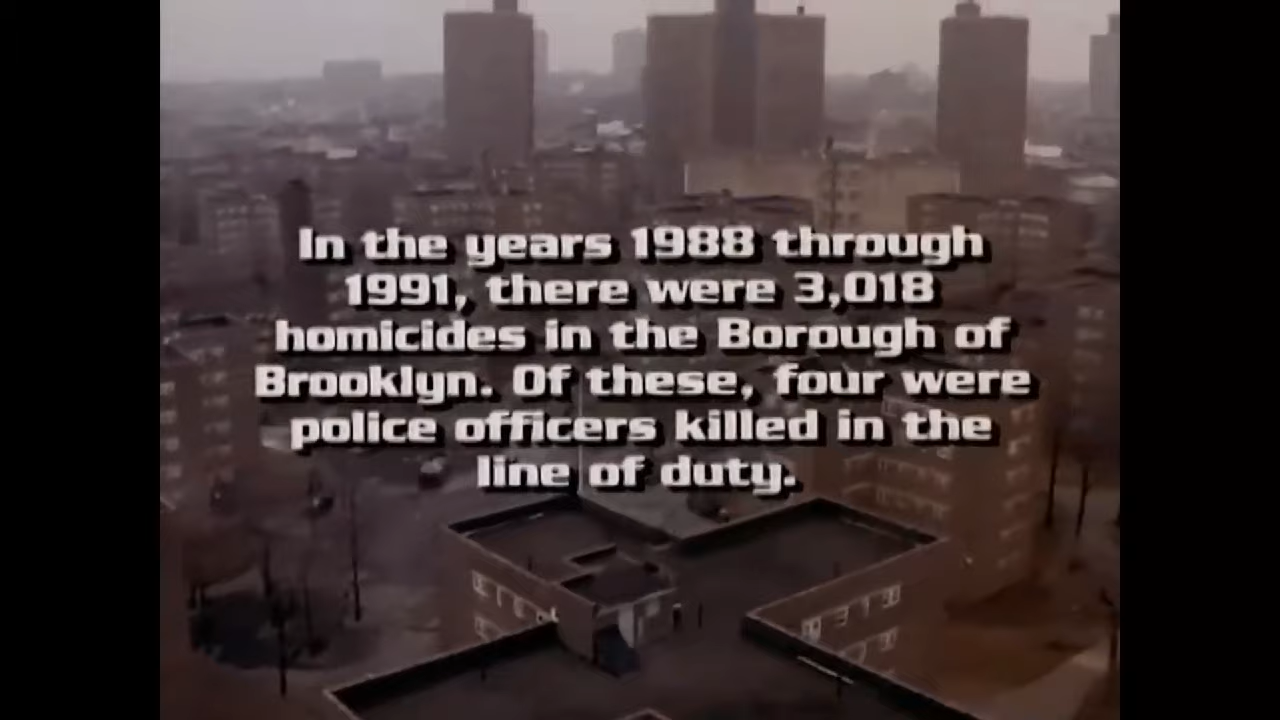 In the years 1988 through
1991, there were 3,018
homicides in the Borough of
Brooklyn. Of these, four were
police officers killed in the
line of duty.